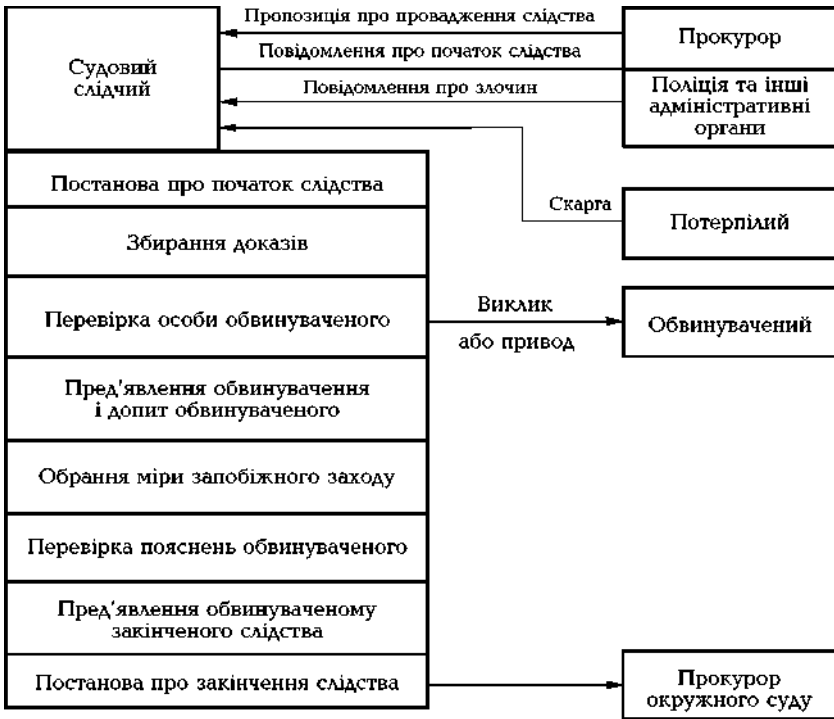 Судовий
слідчий
Пропозиція про провадження слідства
Повідомлення про початок слідства
Повідомлення про злочин
Прокурор
Поліція та інші
адміністративні
органи
Скарга
Потерпілий
Постанова про початок слідства
Збирання доказів
Перевірка особи обвинуваченого
Виклик
або привод
Обвинувачений
Пред’явлення обвинувачення
і допит обвинуваченого
Обрання міри запобіжного заходу
Перевірка пояснень обвинуваченого
Пред’явлення обвинуваченому
закінченого слідства
Постанова про закінчення слідства
Прокурор
окружного суду